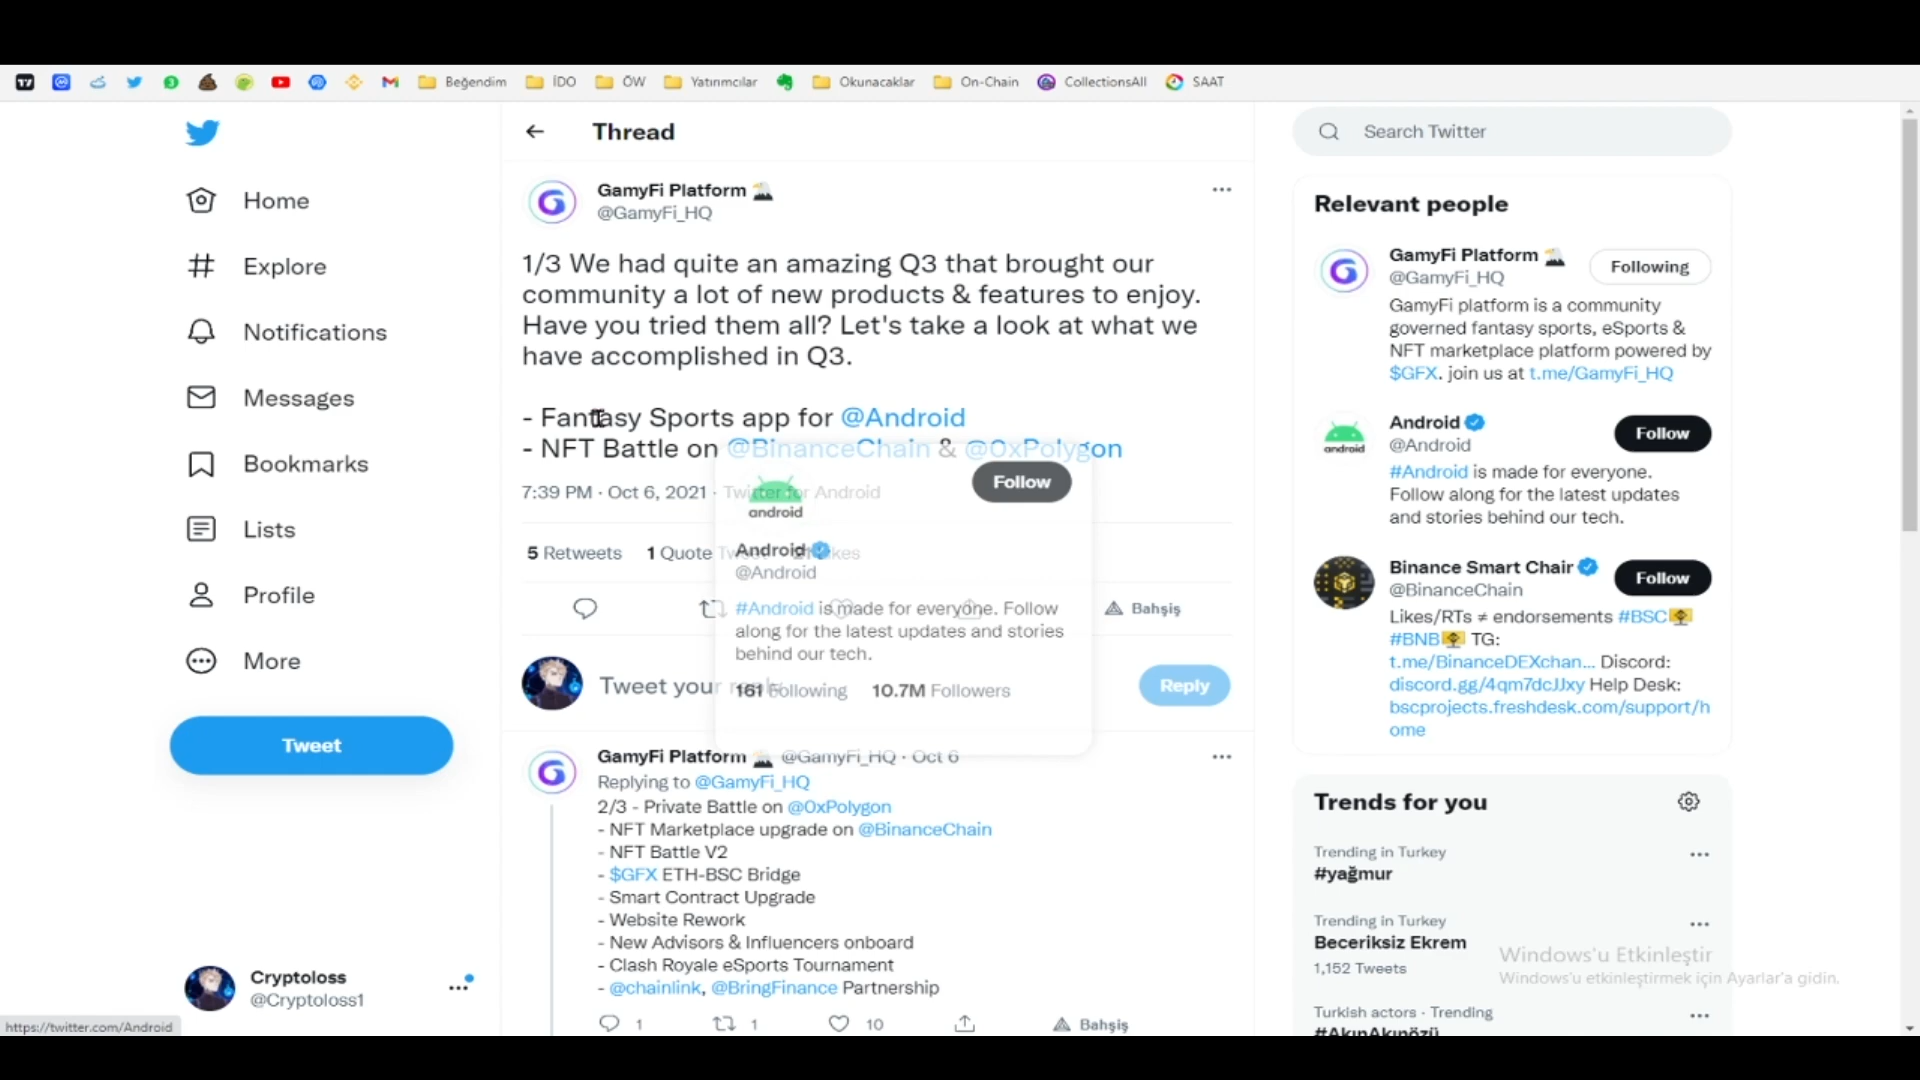 Beğendim
İDO
ÖW
Yatırımcılar
Okunacaklar
On-Chain
CollectionsAll
SAAT
Home
Explore
Notifications
Messages
Bookmarks
Lists
Profile
More
Tweet
Cryptoloss
@Cryptoloss1
https://twitter.com/Android
Thread
GamyFi Platform
@GamyFi_HQ
1/3 We had quite an amazing Q3 that brought our
community a lot of new products & features to enjoy.
Have you tried them all? Let's take a look at what we
have accomplished in Q3.
- Fantasy Sports app for @Android
- NFT Battle on @BinanceChain & @0xPolygon
7:39 PM · Oct 6, 2021 · Twitter for Android
5 Retweets 1 Quote Tweet 21 Likes
Bahşiş
Follow
android
Android
@Android
#Android is made for everyone. Follow
along for the latest updates and stories
behind our tech.
161 Following 10.7M Followers
Tweet your reply
Reply
GamyFi Platform @GamyFi_HQ · Oct 6
Replying to @GamyFi_HQ
2/3 - Private Battle on @0xPolygon
- NFT Marketplace upgrade on @BinanceChain
- NFT Battle V2
- $GFX ETH-BSC Bridge
- Smart Contract Upgrade
- Website Rework
- New Advisors & Influencers onboard
- Clash Royale eSports Tournament
- @chainlink, @BringFinance Partnership
1 1 10 Bahşiş
Search Twitter
Relevant people
GamyFi Platform
@GamyFi_HQ
Following
GamyFi platform is a community
governed fantasy sports, eSports &
NFT marketplace platform powered by
$GFX. join us at t.me/GamyFi_HQ
android
Android
@Android
Follow
#Android is made for everyone.
Follow along for the latest updates
and stories behind our tech.
Binance Smart Chair
@BinanceChain
Follow
Likes/RTs ≠ endorsements #BSC
#BNB TG:
t.me/BinanceDEXchan... Discord:
discord.gg/4qm7dcJJxy Help Desk:
bscprojects.freshdesk.com/support/h
ome
Trends for you
Trending in Turkey
#yağmur
Trending in Turkey
Beceriksiz Ekrem
1,152 Tweets
Turkish actors · Trending
#AkınAkınözü
Windows'u Etkinleştir
Windows'u etkinleştirmek için Ayarlar'a gidin.